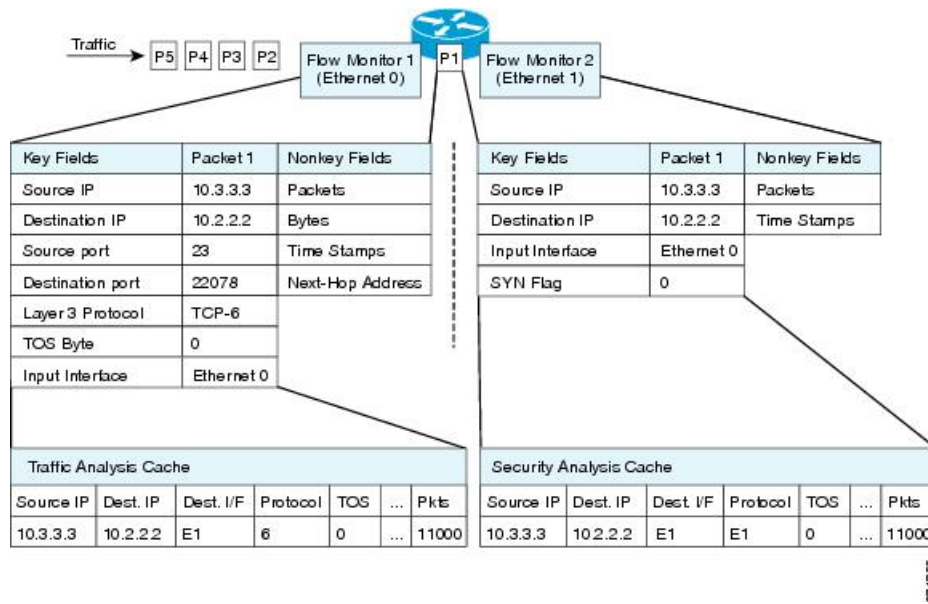 Traffic
P5 P4 P3 P2
Flow Monitor 1
(Ethernet 0)
P1
Flow Monitor 2
(Ethernet 1)
Key Fields Packet 1 Nonkey Fields
Source IP 10.3.3.3 Packets
Destination IP 10.2.2.2 Bytes
Source port 23 Time Stamps
Destination port 22078 Next-Hop Address
Layer 3 Protocol TCP-6
TOS Byte 0
Input Interface Ethernet 0
Key Fields Packet 1 Nonkey Fields
Source IP 10.3.3.3 Packets
Destination IP 10.2.2.2 Time Stamps
Input Interface Ethernet 0
SYN Flag 0
Traffic Analysis Cache
Source IP Dest. IP Dest. I/F Protocol TOS ... Pkts
10.3.3.3 10.2.2.2 E1 6 0 ... 11000
Security Analysis Cache
Source IP Dest. IP Dest. I/F Protocol TOS ... Pkts
10.3.3.3 10.2.2.2 E1 E1 0 ... 11000